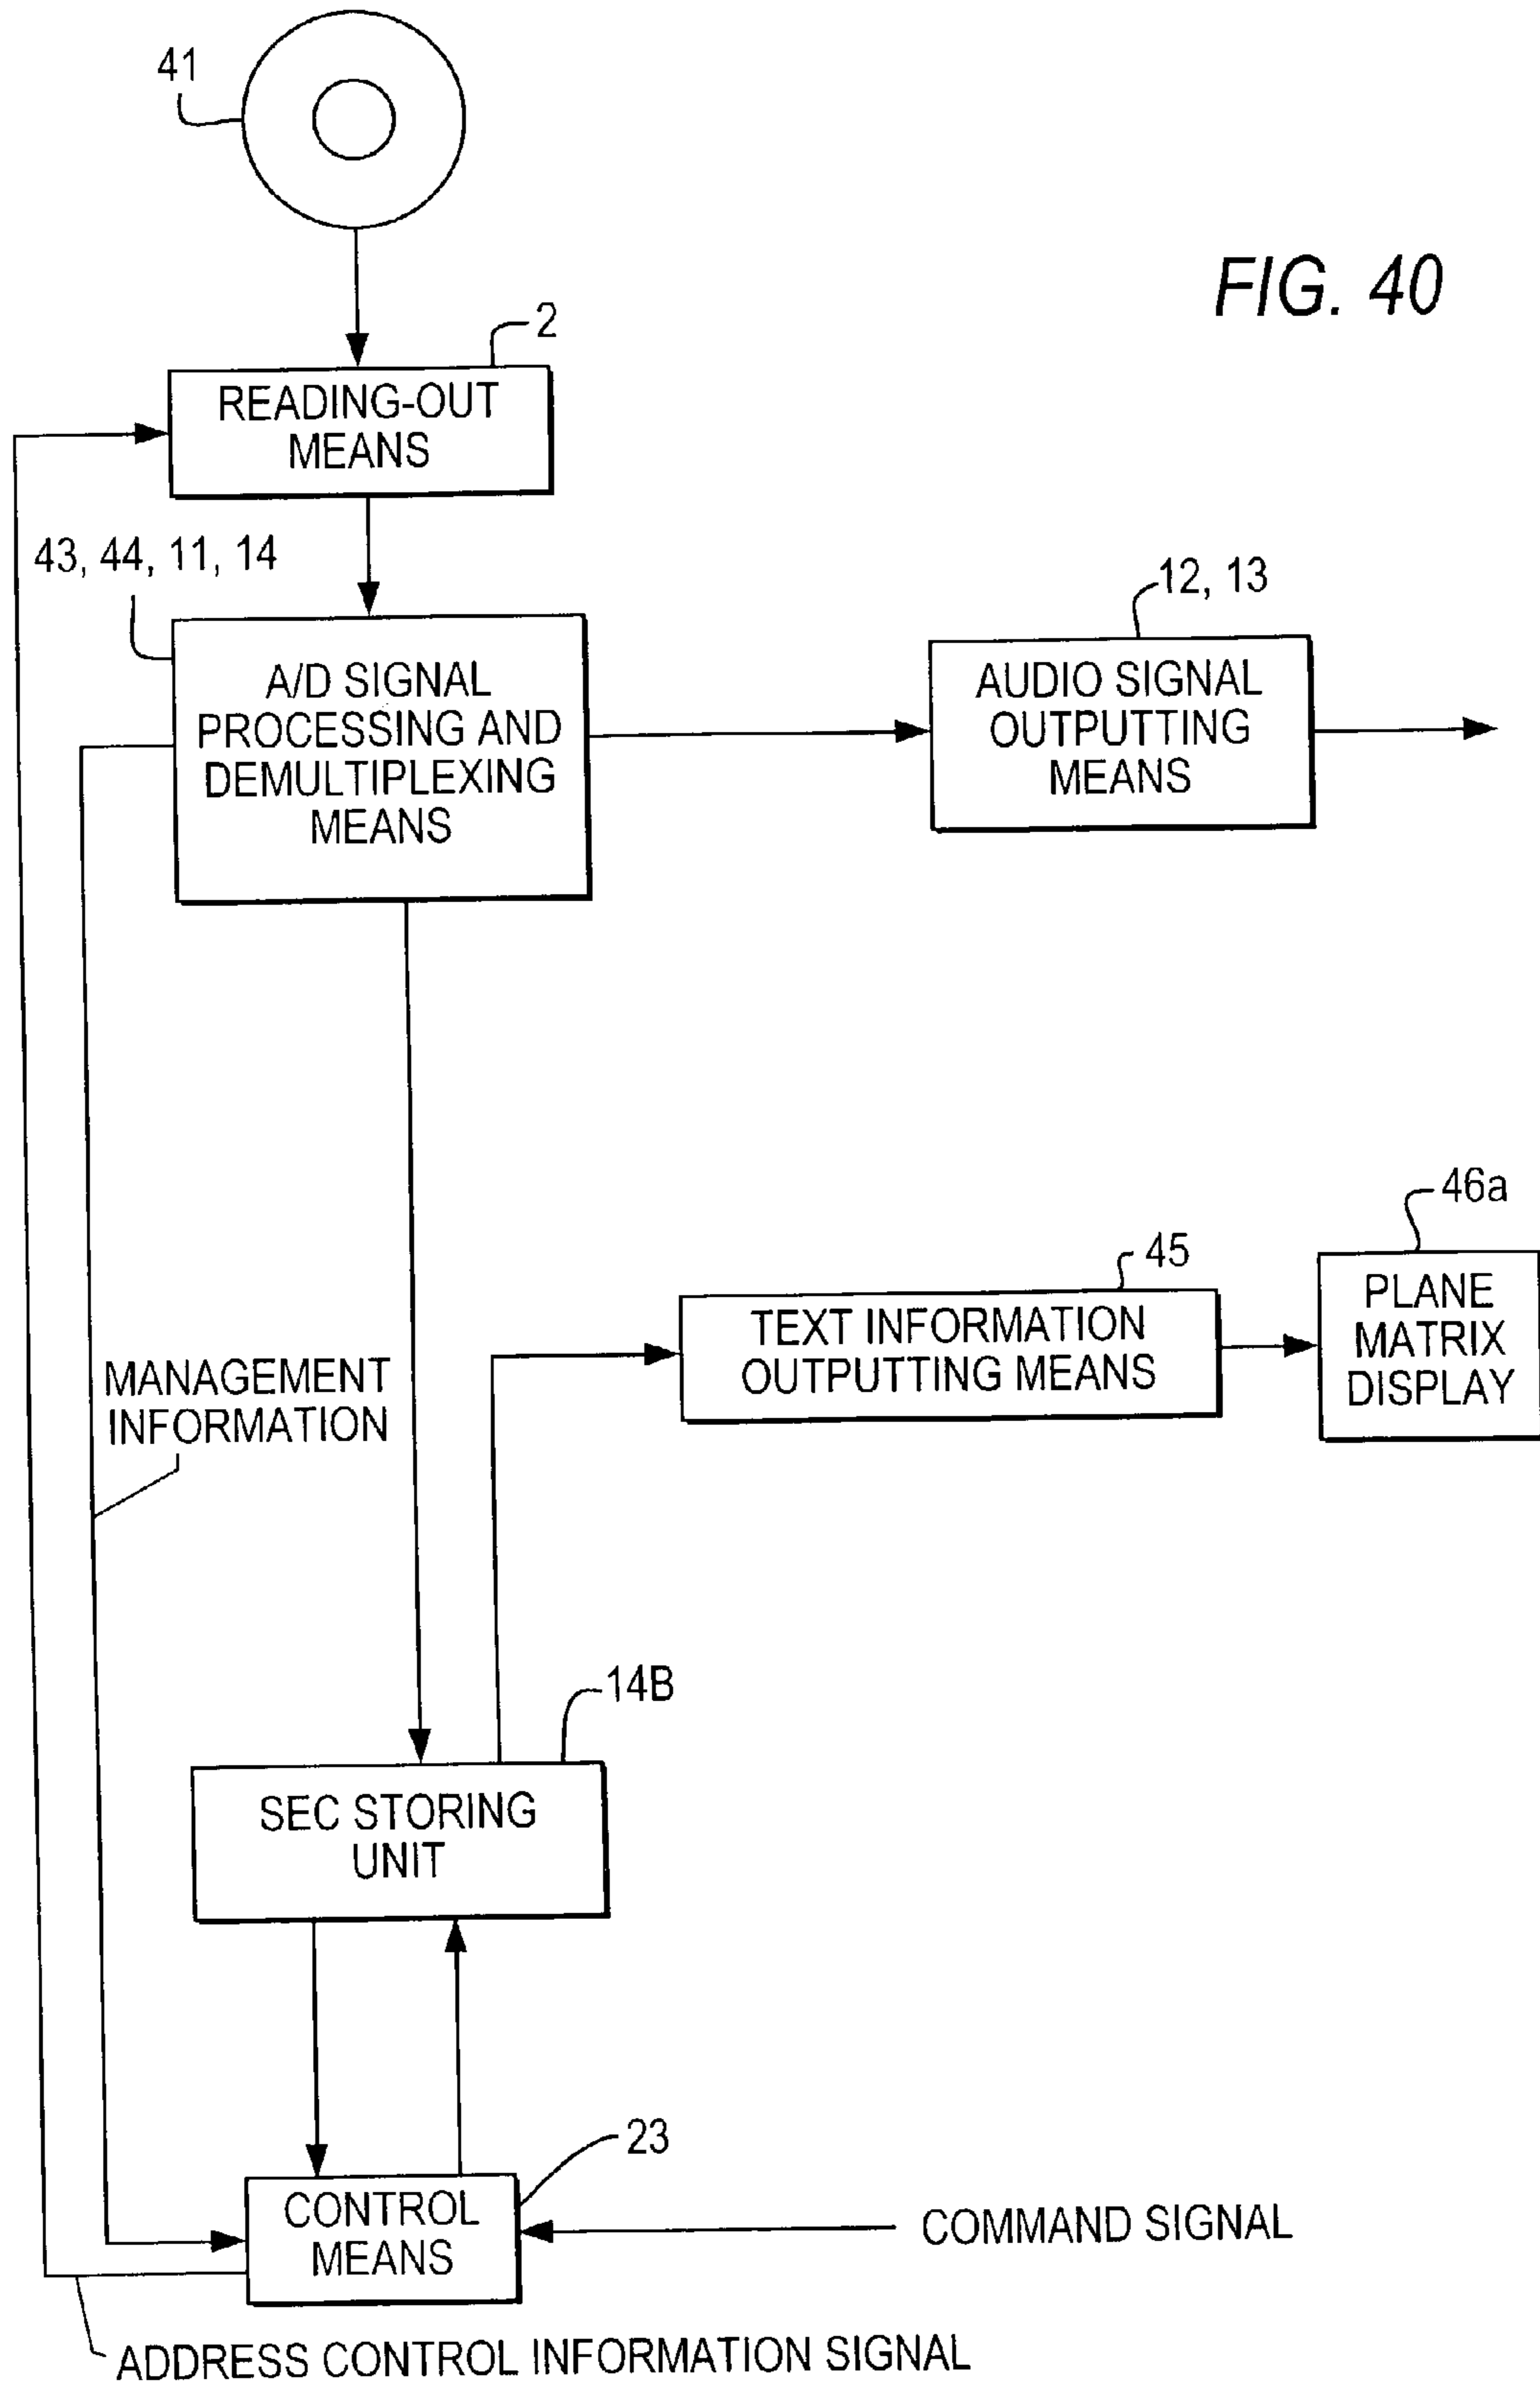 41
FIG. 40
2
READING-OUT
MEANS
43, 44, 11, 14
12, 13
A/D SIGNAL
PROCESSING AND
DEMULTIPLEXING
MEANS
AUDIO SIGNAL
OUTPUTTING
MEANS
46a
45
PLANE
MATRIX
DISPLAY
TEXT INFORMATION
OUTPUTTING MEANS
MANAGEMENT
INFORMATION
14B
SEC STORING
UNIT
23
CONTROL
MEANS
COMMAND SIGNAL
ADDRESS CONTROL INFORMATION SIGNAL